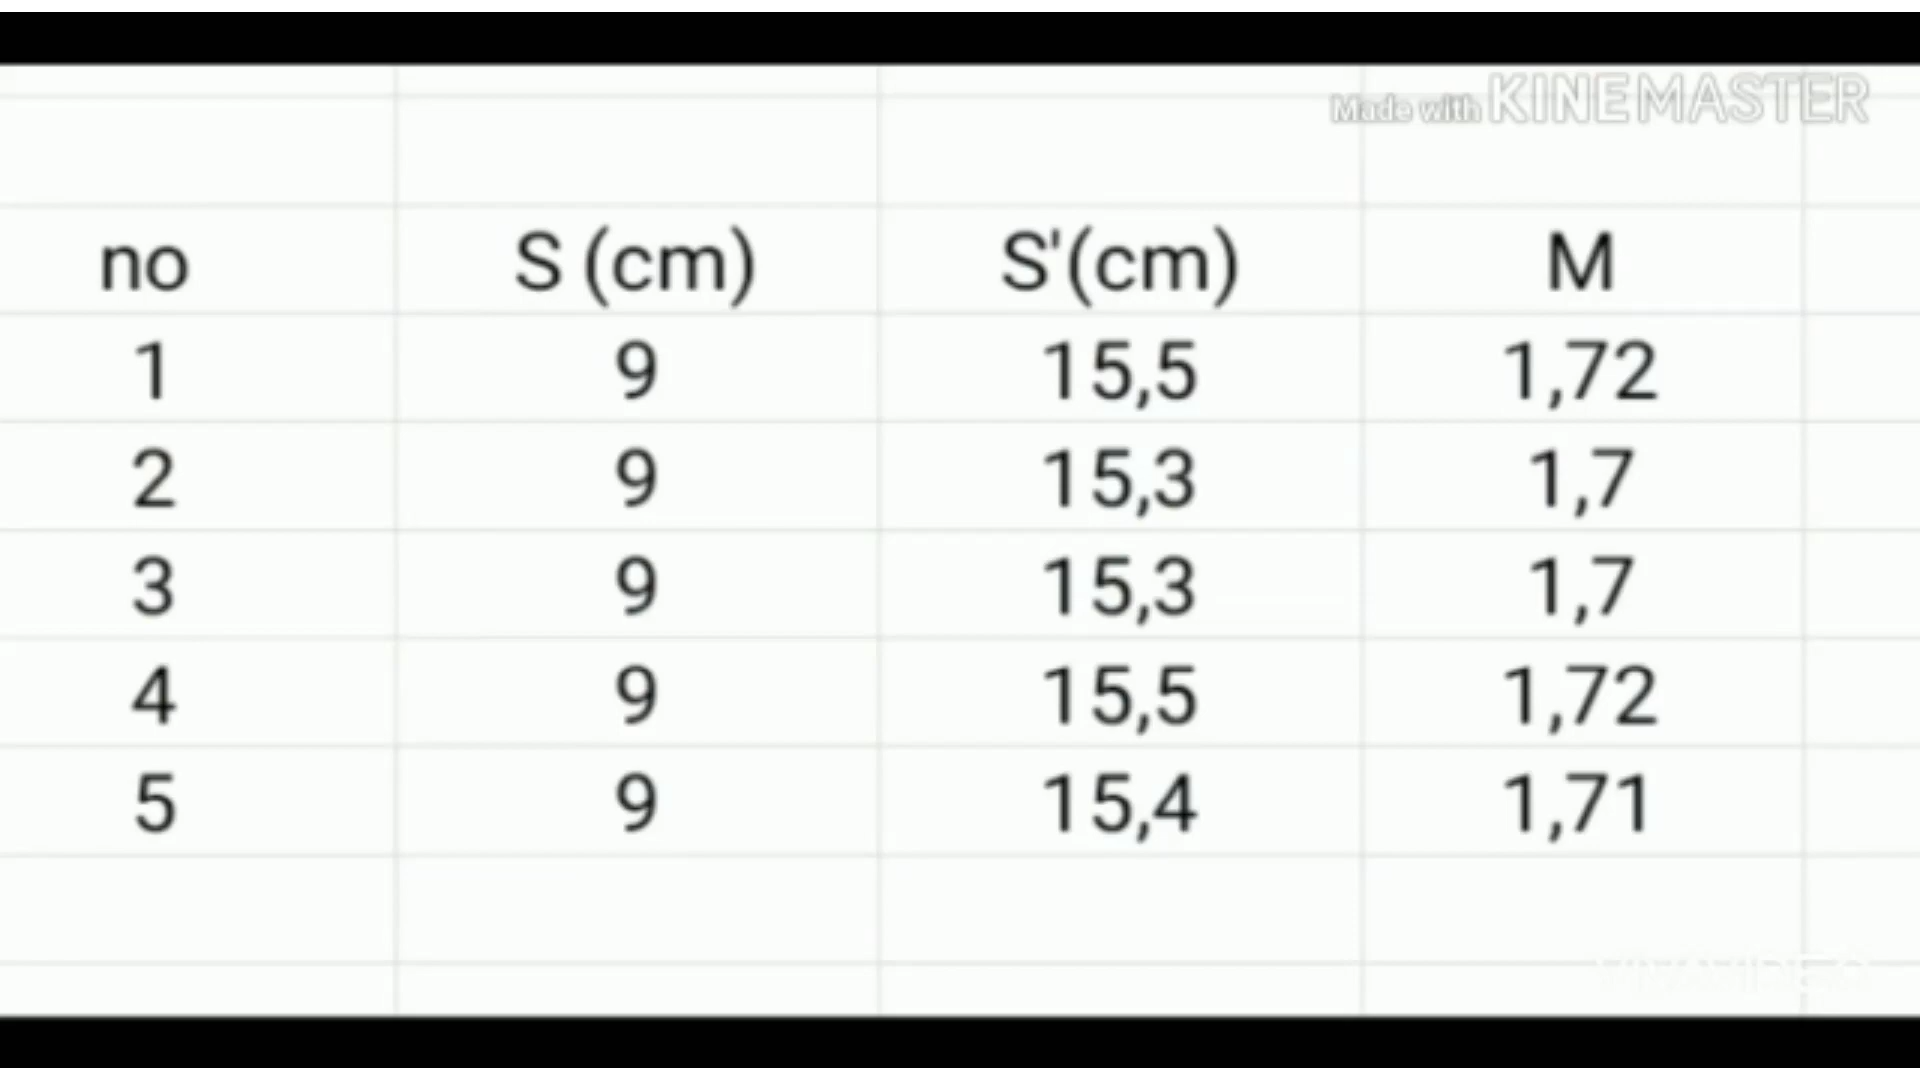 Made with KINEMASTER
no S (cm) S'(cm) M
1 9 15,5 1,72
2 9 15,3 1,7
3 9 15,3 1,7
4 9 15,5 1,72
5 9 15,4 1,71
VIVAVIDEO